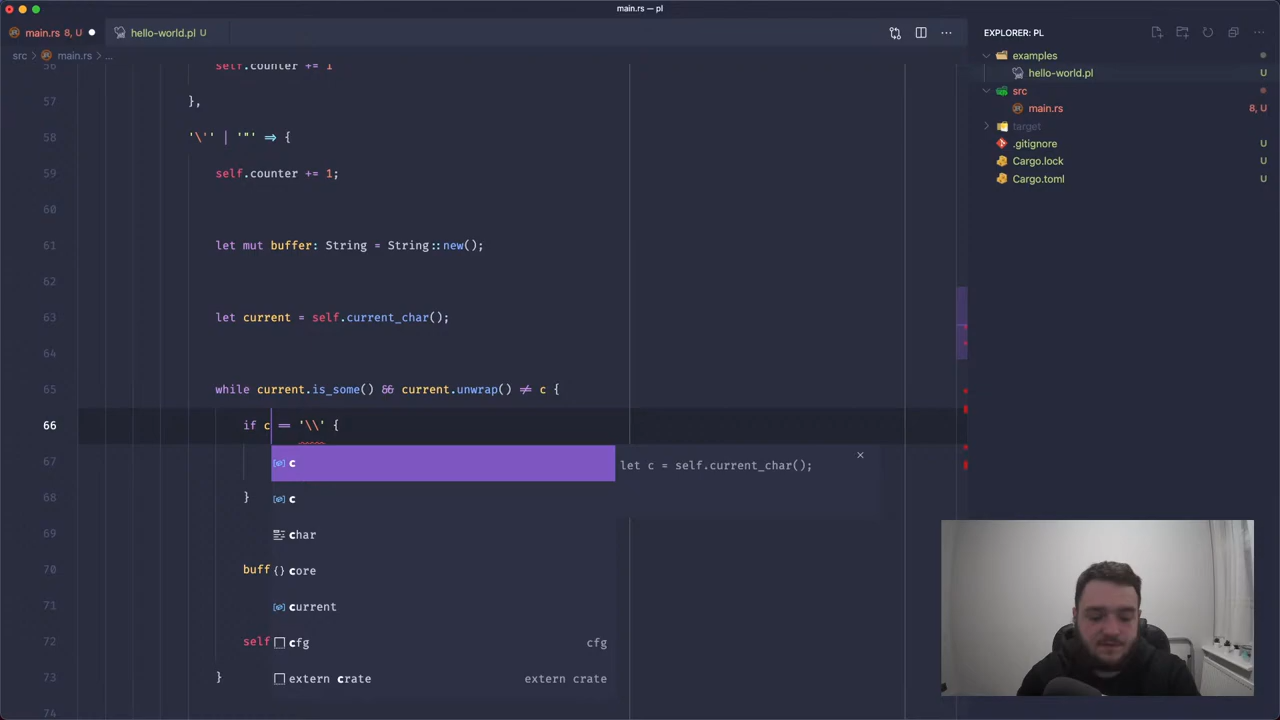 main.rs — pl
main.rs 8, U
hello-world.pl U
EXPLORER: PL
src > main.rs > ...
examples
hello-world.pl U
src
main.rs 8, U
target
.gitignore U
Cargo.lock U
Cargo.toml U
56 self.counter += 1
57 },
58 '\'' | '"' => {
59 self.counter += 1;
60
61 let mut buffer: String = String::new();
62
63 let current = self.current_char();
64
65 while current.is_some() && current.unwrap() != c {
66 if c == '\\' {
67
68 }
69
70 buff
71
72 self
73 }
74
c let c = self.current_char();
c
char
core
current
cfg cfg
extern crate extern crate